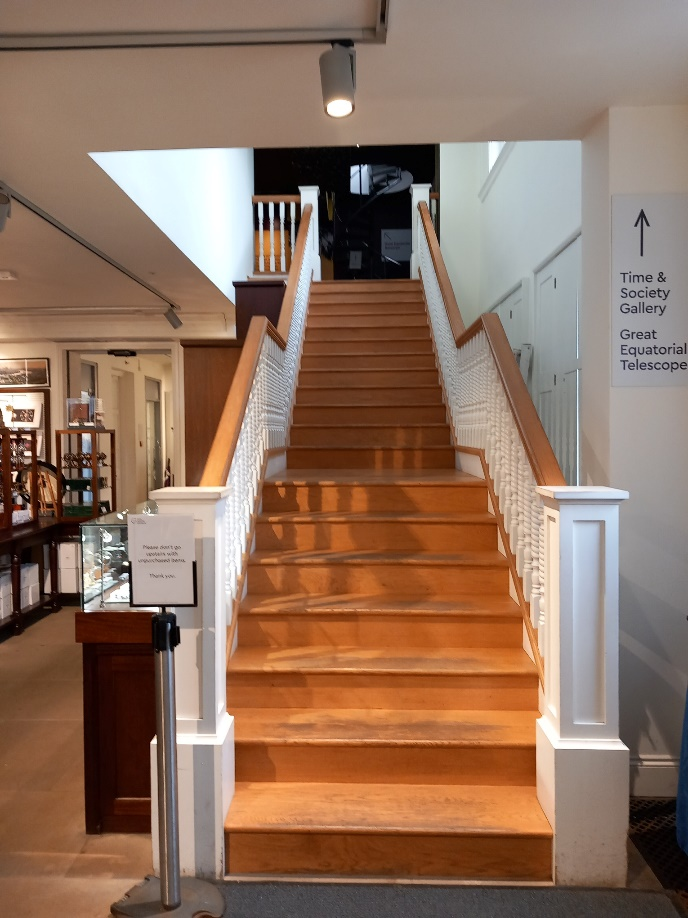 Time &
Society
Gallery
Great
Equatorial
Telescope
Please don't go
upstairs with
unpurchased items.
Thank you.